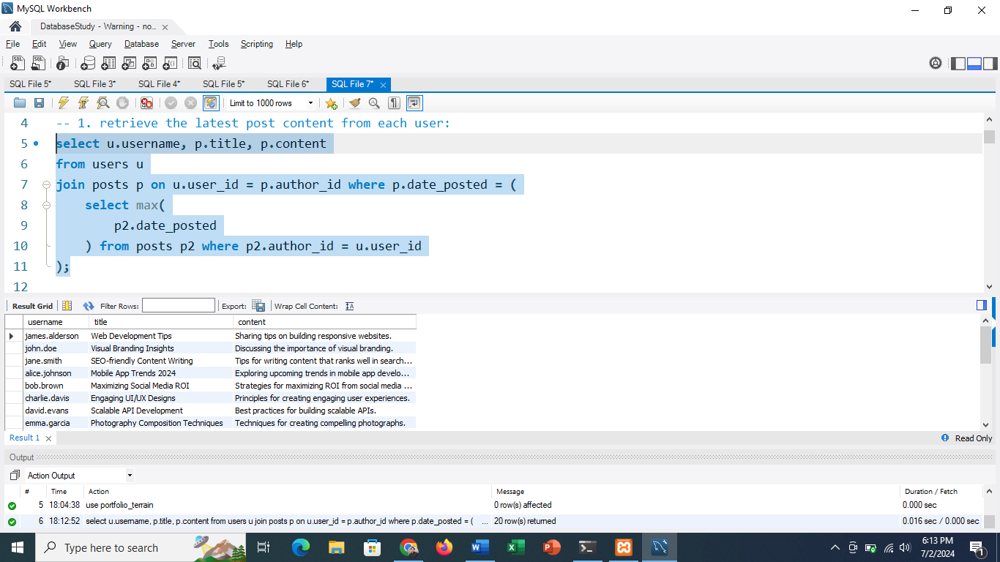 MySQL Workbench
DatabaseStudy - Warning - no...
File Edit View Query Database Server Tools Scripting Help
SQL File 5* SQL File 3* SQL File 4* SQL File 5* SQL File 6* SQL File 7*
Limit to 1000 rows
4 -- 1. retrieve the latest post content from each user:
5 select u.username, p.title, p.content
6 from users u
7 join posts p on u.user_id = p.author_id where p.date_posted = (
8 select max(
9 p2.date_posted
10 ) from posts p2 where p2.author_id = u.user_id
11 );
12
Result Grid Filter Rows: Export: Wrap Cell Content:
username title content
james.alderson Web Development Tips Sharing tips on building responsive websites.
john.doe Visual Branding Insights Discussing the importance of visual branding.
jane.smith SEO-friendly Content Writing Tips for writing content that ranks well in search...
alice.johnson Mobile App Trends 2024 Exploring upcoming trends in mobile app develo...
bob.brown Maximizing Social Media ROI Strategies for maximizing ROI from social media ...
charlie.davis Engaging UI/UX Designs Principles for creating engaging user experiences.
david.evans Scalable API Development Best practices for building scalable APIs.
emma.garcia Photography Composition Techniques Techniques for creating compelling photographs.
Result 1 Read Only
Output
Action Output
# Time Action Message Duration / Fetch
5 18:04:38 use portfolio_terrain 0 row(s) affected 0.000 sec
6 18:12:52 select u.username, p.title, p.content from users u join posts p on u.user_id = p.author_id where p.date_posted = ( ... 20 row(s) returned 0.016 sec / 0.000 sec
Type here to search
6:13 PM
7/2/2024
1